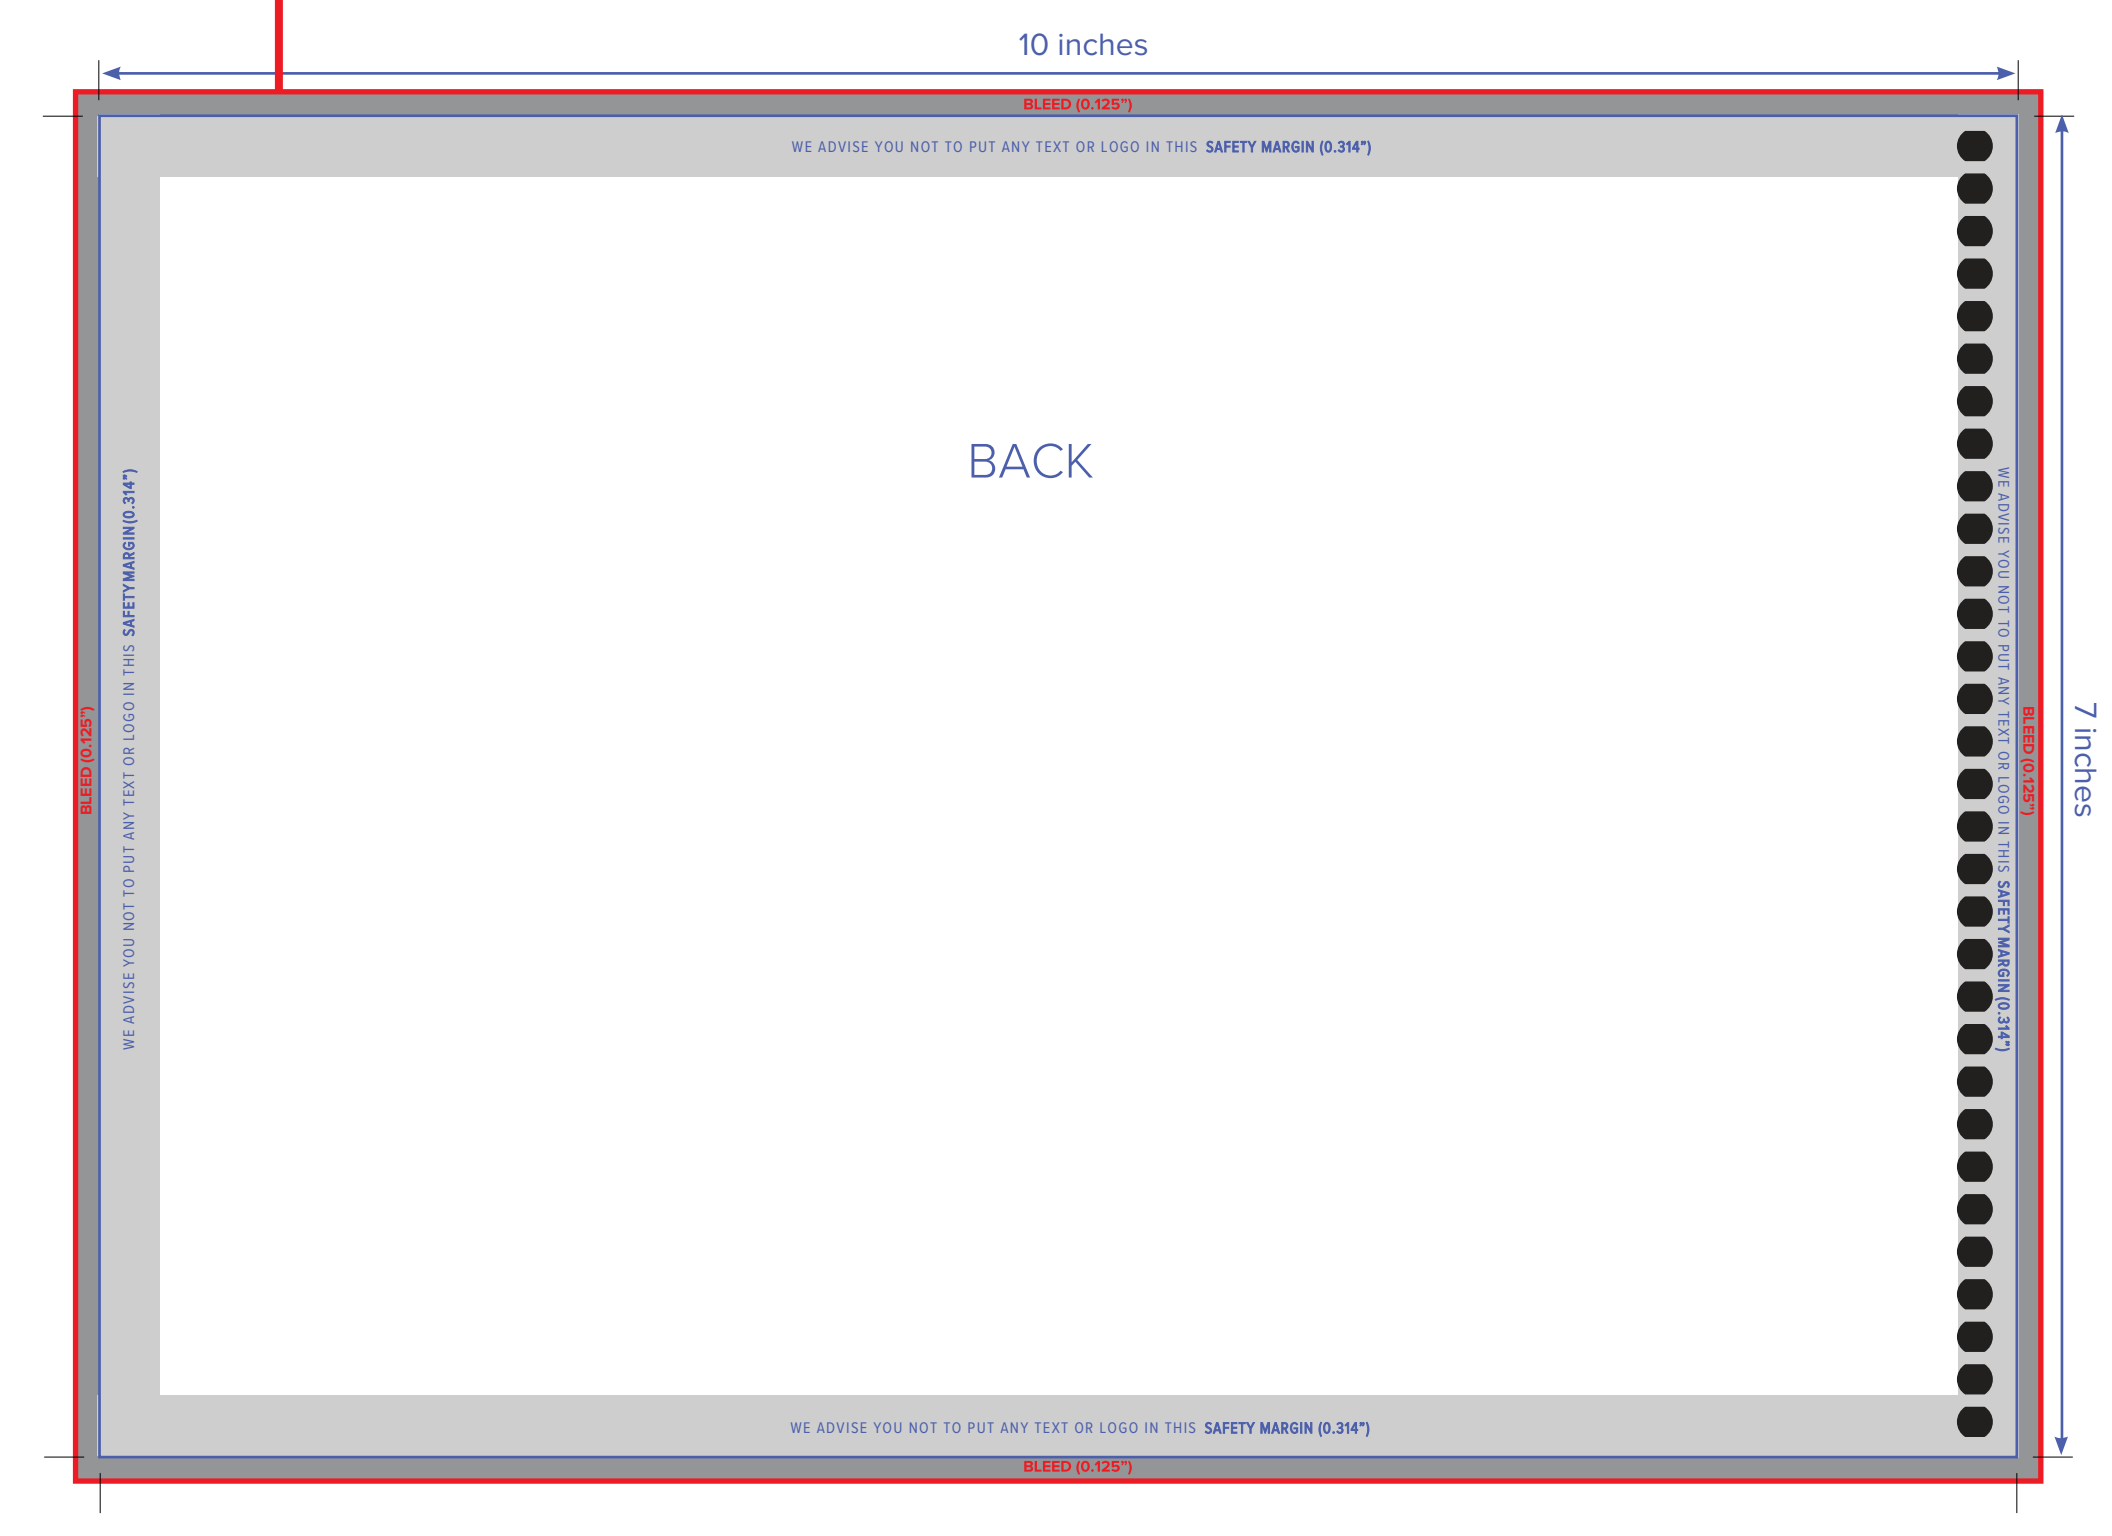 10 inches
BLEED (0.125")
WE ADVISE YOU NOT TO PUT ANY TEXT OR LOGO IN THIS SAFETY MARGIN (0.314")
BACK
WE ADVISE YOU NOT TO PUT ANY TEXT OR LOGO IN THIS SAFETY MARGIN (0.314")
BLEED (0.125")
WE ADVISE YOU NOT TO PUT ANY TEXT OR LOGO IN THIS SAFETY MARGIN (0.314")
BLEED (0.125")
7 inches
WE ADVISE YOU NOT TO PUT ANY TEXT OR LOGO IN THIS SAFETY MARGIN (0.314")
BLEED (0.125")